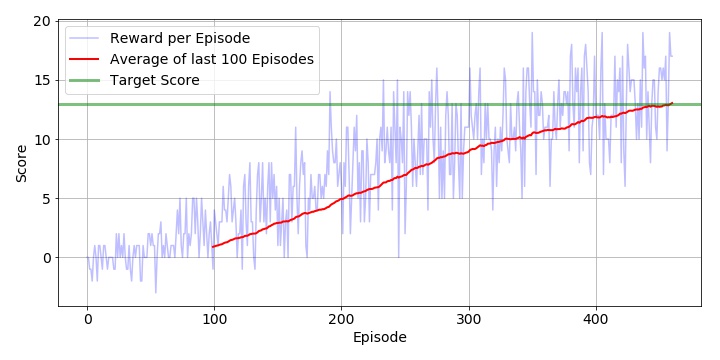 20
15
10
5
0
Score
Reward per Episode
Average of last 100 Episodes
Target Score
0 100 200 300 400
Episode